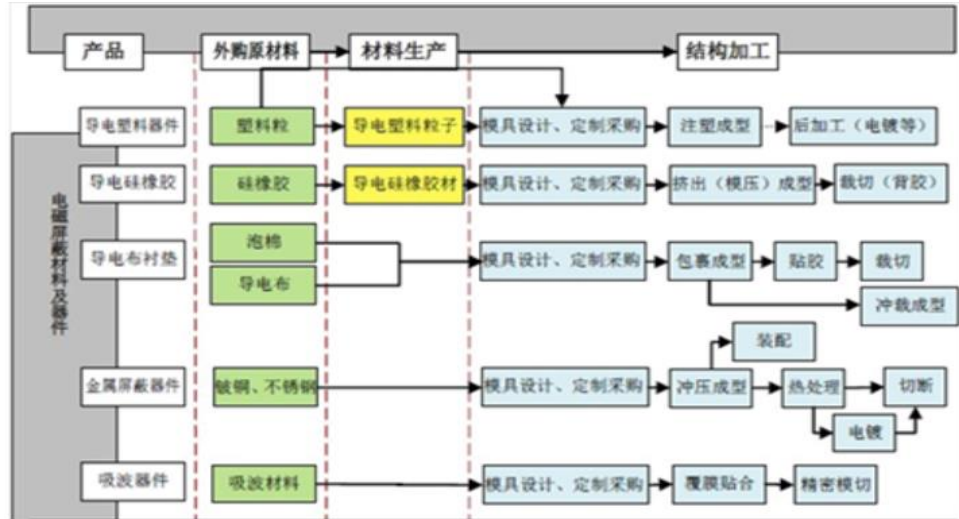 产品 外购原材料 材料生产 结构加工
电磁屏蔽材料及器件
导电塑料器件 塑料粒 导电塑料粒子 模具设计、定制采购 注塑成型 后加工（电镀等）
导电硅橡胶 硅橡胶 导电硅橡胶材 模具设计、定制采购 挤出（模压）成型 裁切（背胶）
泡棉
导电布衬垫 模具设计、定制采购 包裹成型 贴胶 裁切
导电布
冲裁成型
装配
金属屏蔽器件 铍铜、不锈钢 模具设计、定制采购 冲压成型 热处理 切断
电镀
吸波器件 吸波材料 模具设计、定制采购 覆膜贴合 精密模切